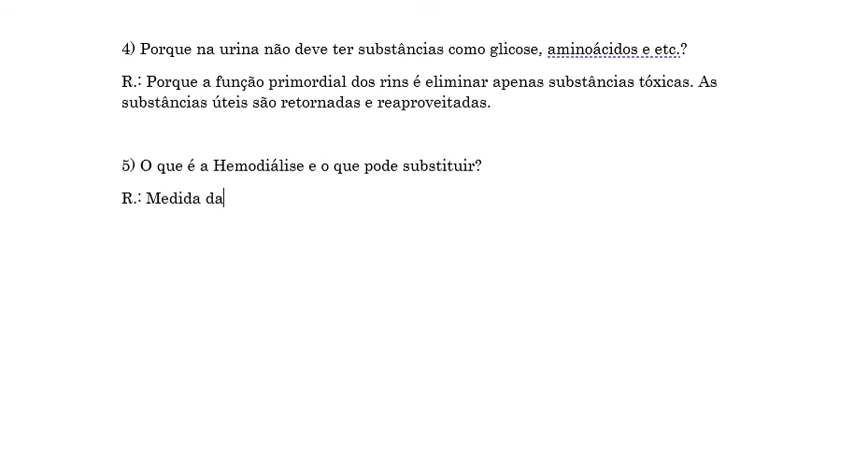 4) Porque na urina não deve ter substâncias como glicose, aminoácidos e etc.?
R.: Porque a função primordial dos rins é eliminar apenas substâncias tóxicas. As
substâncias úteis são retornadas e reaproveitadas.
5) O que é a Hemodiálise e o que pode substituir?
R.: Medida da